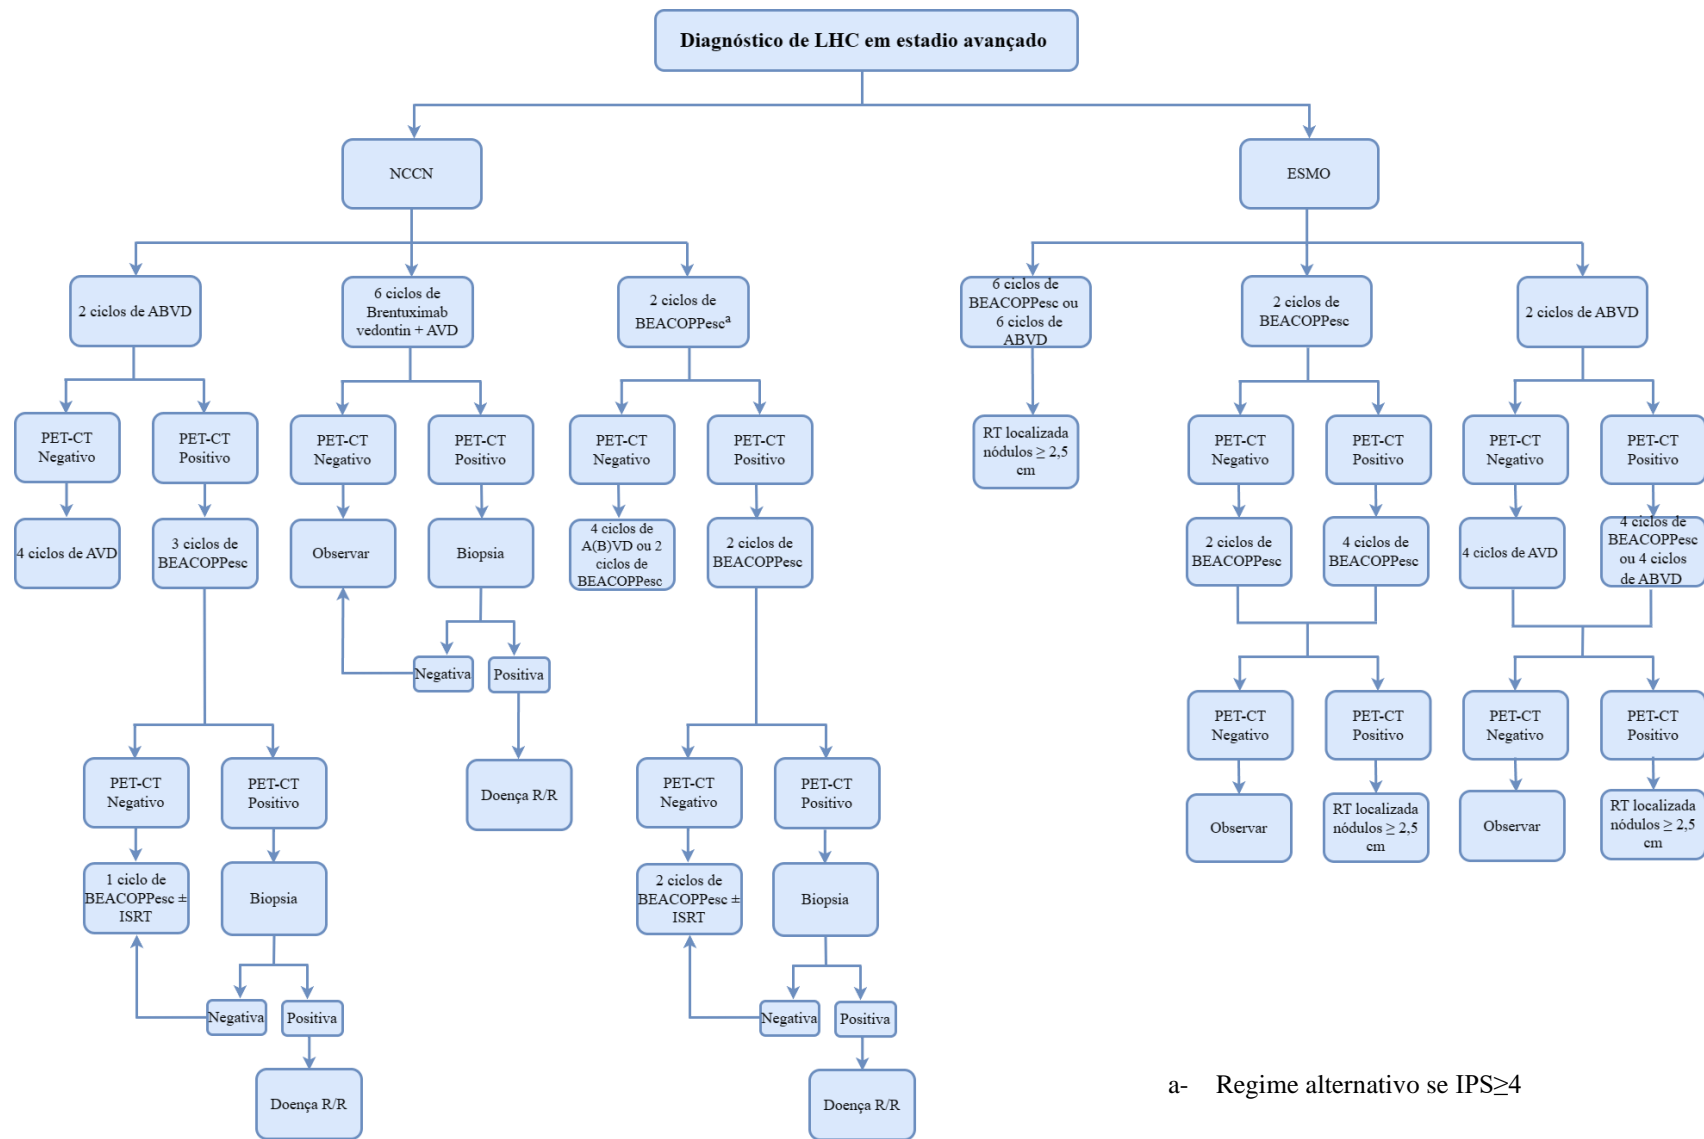 Diagnóstico de LHC em estadio avançado
NCCN
ESMO
2 ciclos de ABVD
6 ciclos de
Brentuximab
vedontin + AVD
2 ciclos de
BEACOPPescª
6 ciclos de
BEACOPPesc ou
6 ciclos de
ABVD
2 ciclos de
BEACOPPesc
2 ciclos de ABVD
PET-CT
Negativo
PET-CT
Positivo
PET-CT
Negativo
PET-CT
Positivo
PET-CT
Negativo
PET-CT
Positivo
RT localizada
nódulos ≥ 2,5
cm
PET-CT
Negativo
PET-CT
Positivo
PET-CT
Negativo
PET-CT
Positivo
4 ciclos de AVD
3 ciclos de
BEACOPPesc
Observar
Biopsia
4 ciclos de
A(B)VD ou 2
ciclos de
BEACOPPesc
2 ciclos de
BEACOPPesc
2 ciclos de
BEACOPPesc
4 ciclos de
BEACOPPesc
4 ciclos de AVD
4 ciclos de
BEACOPPesc
ou 4 ciclos
de ABVD
Negativa
Positiva
PET-CT
Negativo
PET-CT
Positivo
PET-CT
Negativo
PET-CT
Positivo
PET-CT
Negativo
PET-CT
Positivo
Doença R/R
PET-CT
Negativo
PET-CT
Positivo
Observar
RT localizada
nódulos ≥ 2,5
cm
Observar
RT localizada
nódulos ≥ 2,5
cm
1 ciclo de
BEACOPPesc ±
ISRT
Biopsia
2 ciclos de
BEACOPPesc ±
ISRT
Biopsia
Negativa
Positiva
Negativa
Positiva
Doença R/R
Doença R/R
a- Regime alternativo se IPS≥4